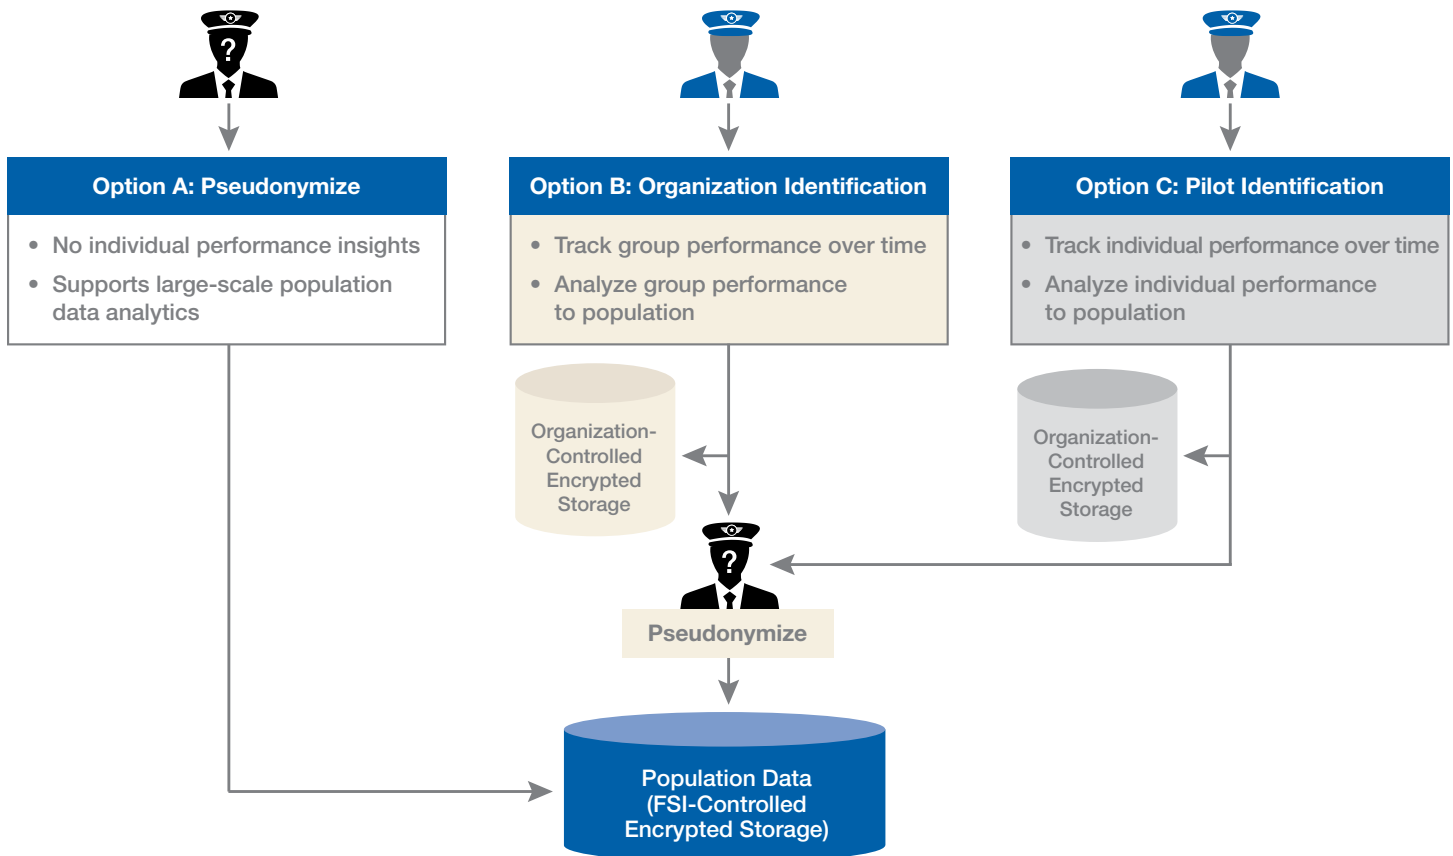 ?
Option A: Pseudonymize
• No individual performance insights
• Supports large-scale population
data analytics
Option B: Organization Identification
• Track group performance over time
• Analyze group performance
to population
Option C: Pilot Identification
• Track individual performance over time
• Analyze individual performance
to population
Organization-
Controlled
Encrypted
Storage
Organization-
Controlled
Encrypted
Storage
?
Pseudonymize
Population Data
(FSI-Controlled
Encrypted Storage)